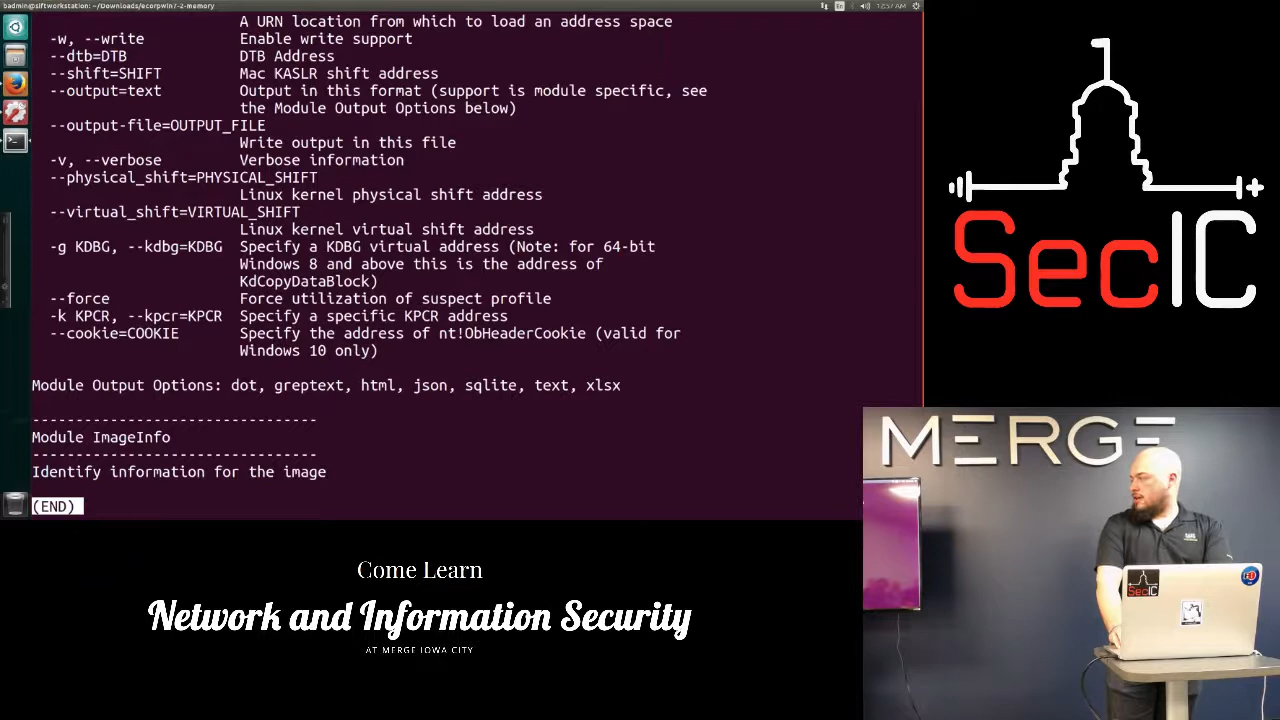 badmin@siftworkstation: ~/Downloads/ecorpwin7-2-memory
A URN location from which to load an address space
-w, --write Enable write support
--dtb=DTB DTB Address
--shift=SHIFT Mac KASLR shift address
--output=text Output in this format (support is module specific, see
the Module Output Options below)
--output-file=OUTPUT_FILE
Write output in this file
-v, --verbose Verbose information
--physical_shift=PHYSICAL_SHIFT
Linux kernel physical shift address
--virtual_shift=VIRTUAL_SHIFT
Linux kernel virtual shift address
-g KDBG, --kdbg=KDBG Specify a KDBG virtual address (Note: for 64-bit
Windows 8 and above this is the address of
KdCopyDataBlock)
--force Force utilization of suspect profile
-k KPCR, --kpcr=KPCR Specify a specific KPCR address
--cookie=COOKIE Specify the address of nt!ObHeaderCookie (valid for
Windows 10 only)
Module Output Options: dot, greptext, html, json, sqlite, text, xlsx
---------------------------------
Module ImageInfo
---------------------------------
Identify information for the image
(END)
SecIC
MERGE
SecIC
Come Learn
Network and Information Security
AT MERGE IOWA CITY